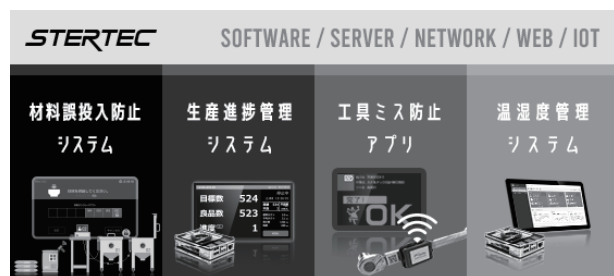 STERTEC
SOFTWARE / SERVER / NETWORK / WEB / IOT
材料誤投入防止
システム
生産進捗管理
システム
目標数 524
良品数 523
進度 1
工具ミス防止
アプリ
OK
温湿度管理
システム